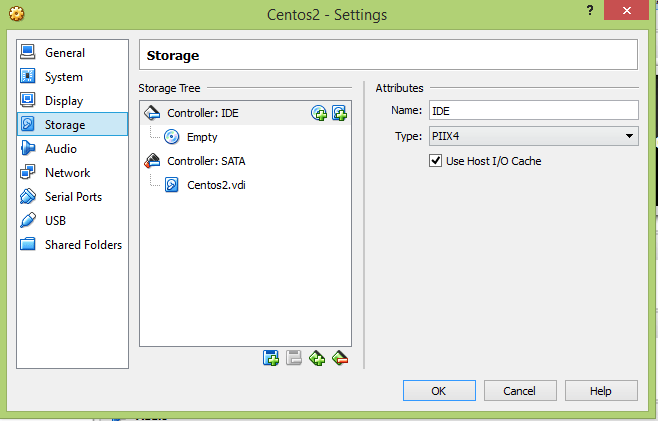 Centos2 - Settings
?
General
System
Display
Storage
Audio
Network
Serial Ports
USB
Shared Folders
Storage
Storage Tree
Controller: IDE
Empty
Controller: SATA
Centos2.vdi
Attributes
Name: IDE
Type: PIIX4
Use Host I/O Cache
OK Cancel Help